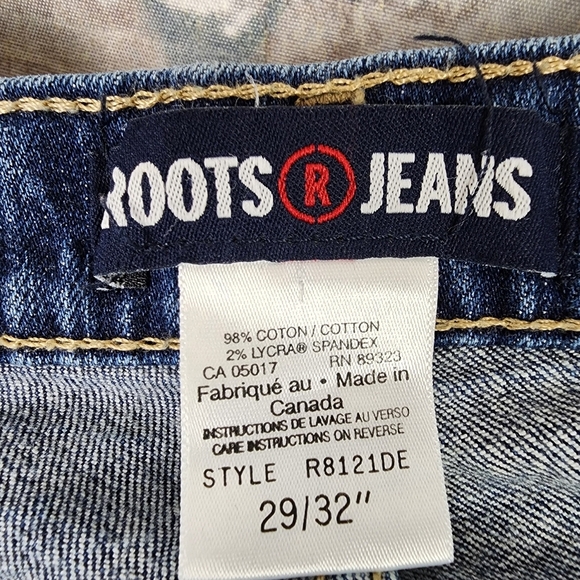 ROOTS R JEANS
98% COTON / COTTON
2% LYCRA® SPANDEX
CA 05017 RN 89323
Fabriqué au • Made in
Canada
INSTRUCTIONS DE LAVAGE AU VERSO
CARE INSTRUCTIONS ON REVERSE
STYLE R8121DE
29/32"